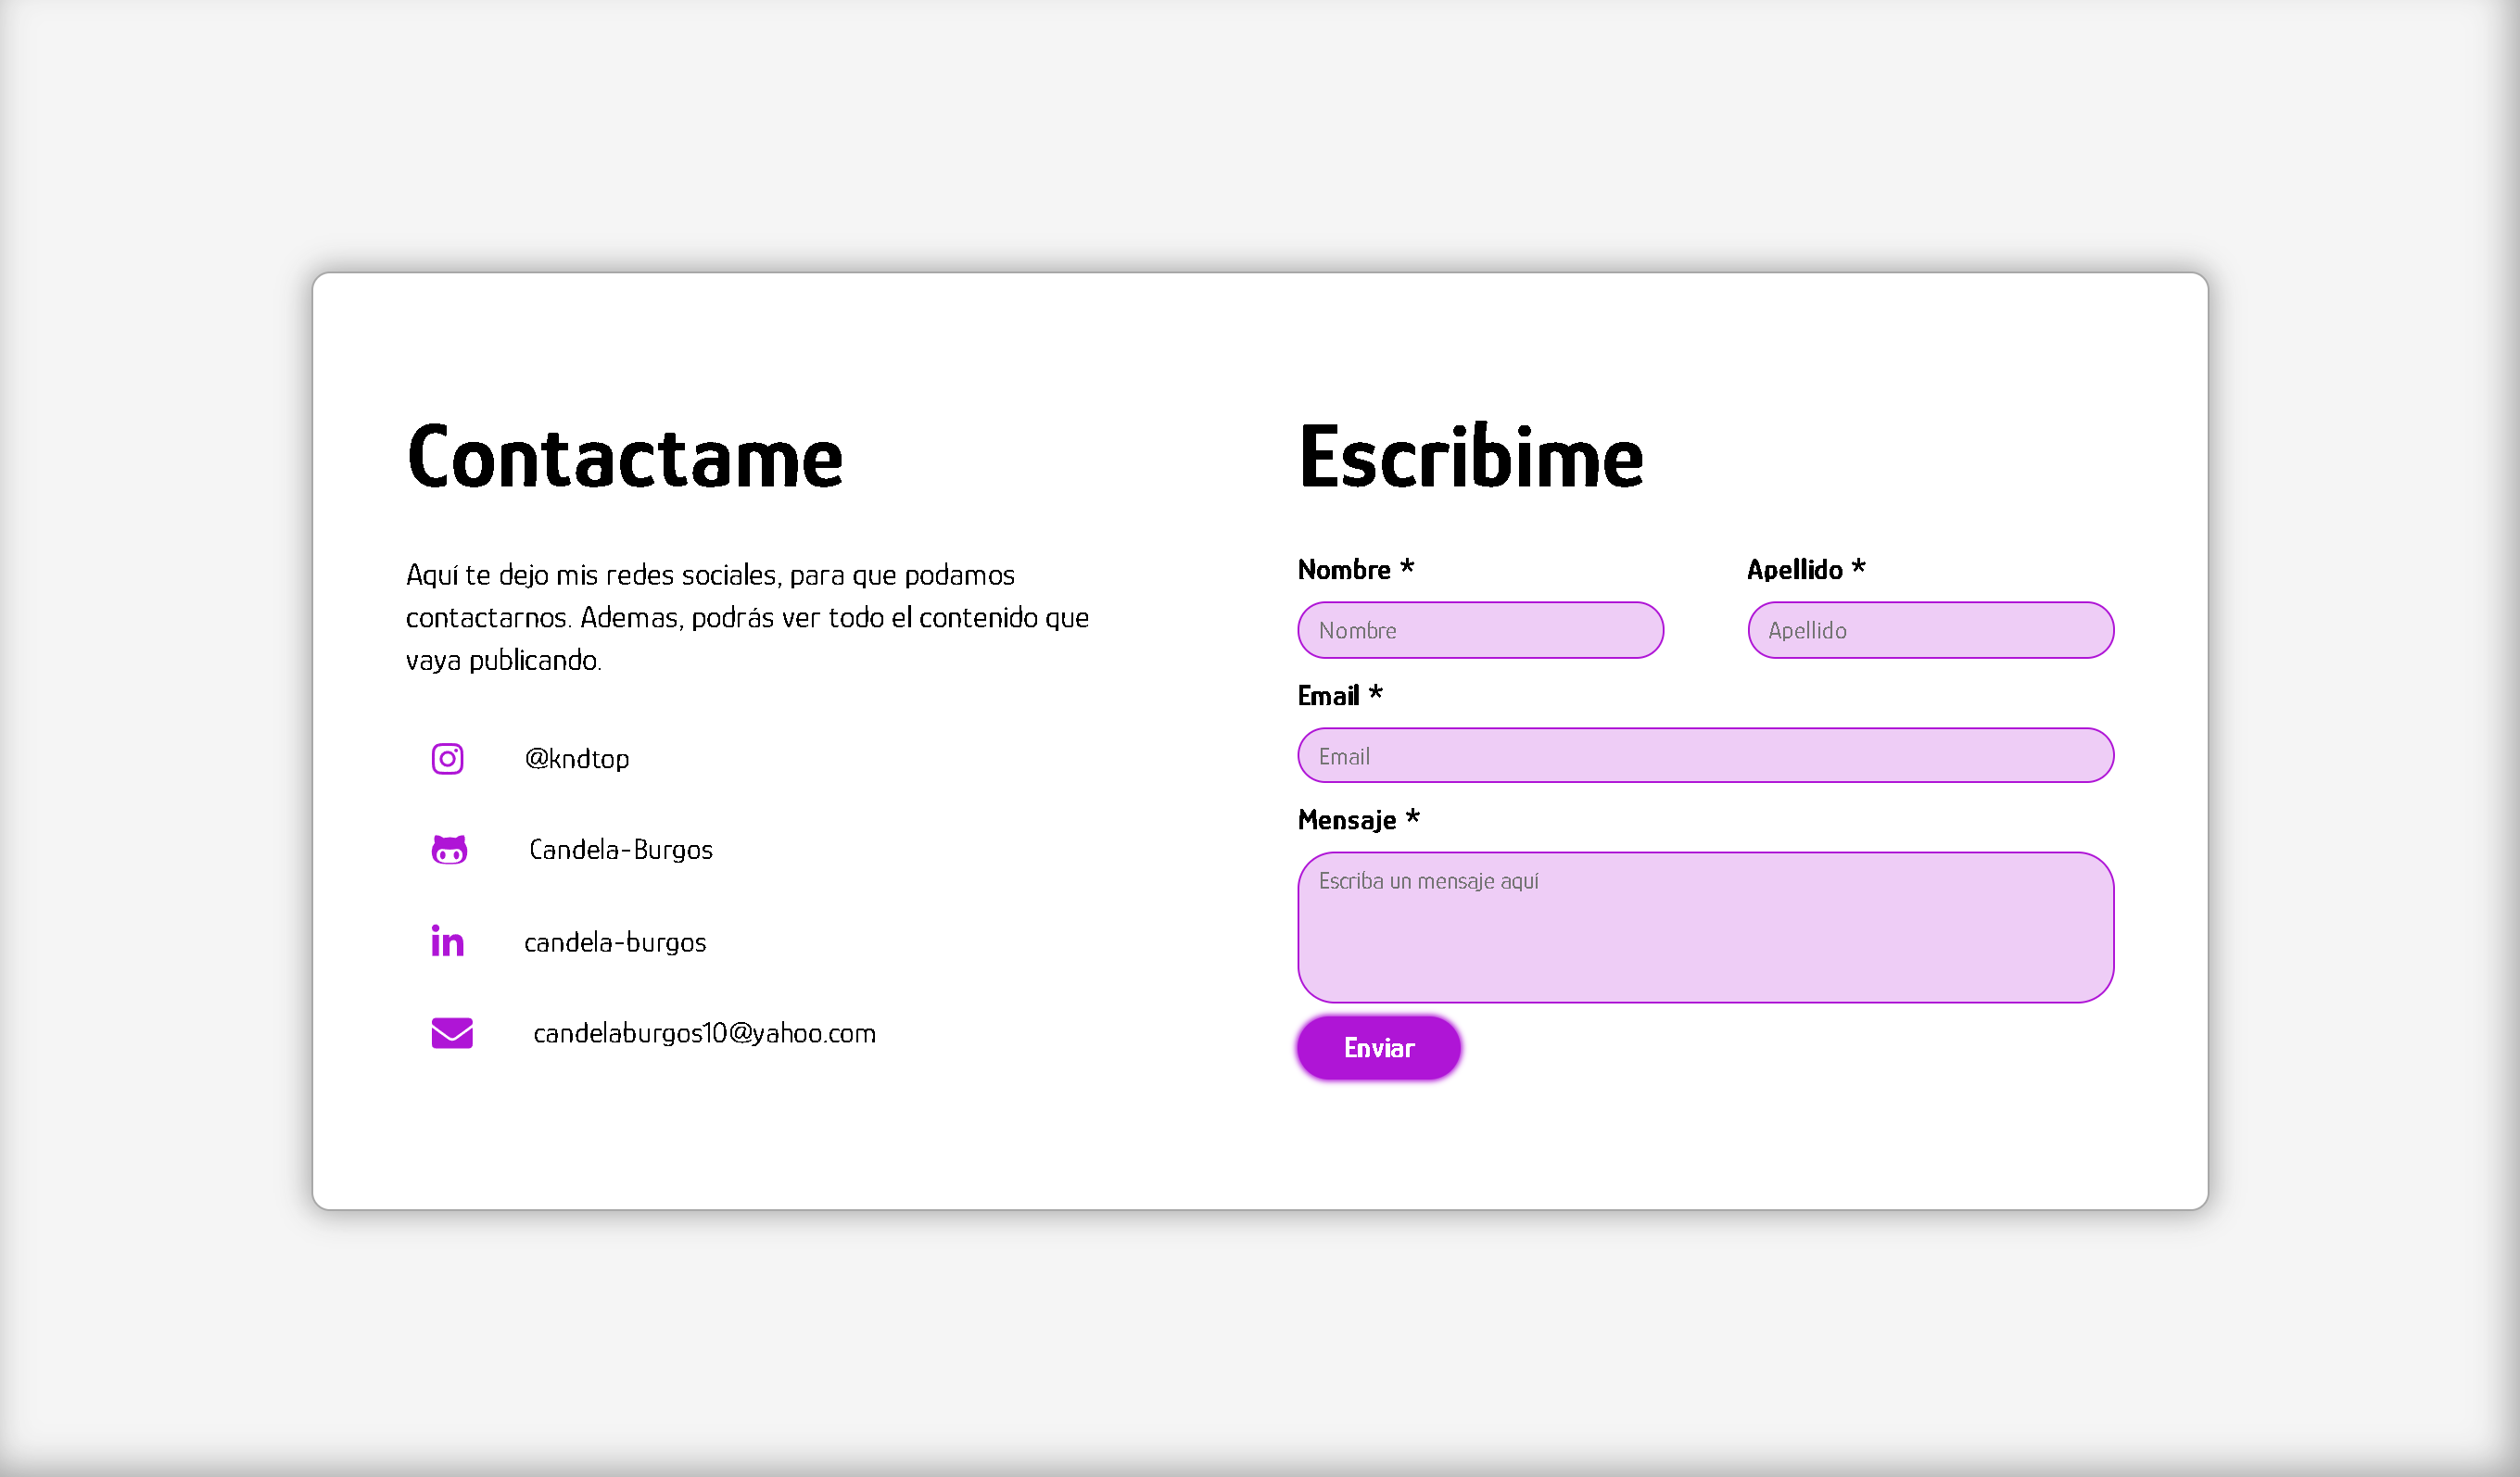 Contactame
Aquí te dejo mis redes sociales, para que podamos
contactarnos. Ademas, podrás ver todo el contenido que
vaya publicando.
@kndtop
Candela-Burgos
in
candela-burgos
candelaburgos10@yahoo.com
Escribime
Nombre *
Apellido *
Nombre
Apellido
Email *
Email
Mensaje *
Escriba un mensaje aquí
Enviar